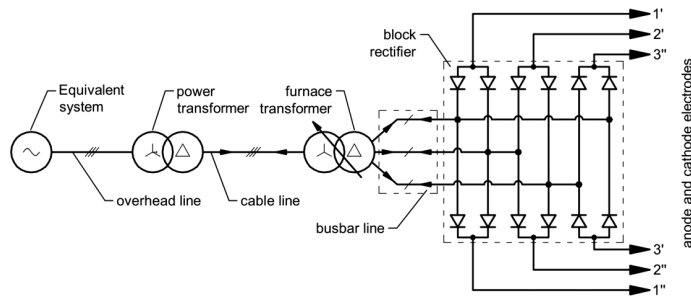 1'
2'
3"
block
rectifier
Equivalent
system
power
transformer
furnace
transformer
overhead line
cable line
busbar line
anode and cathode electrodes
3'
2"
1"